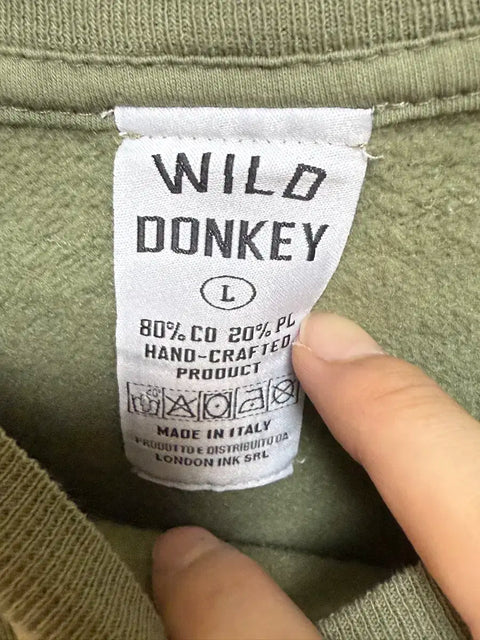 WILD
DONKEY
L
80% CO 20% PL
HAND-CRAFTED
PRODUCT
MADE IN ITALY
PRODOTTO E DISTRIBUITO DA
LONDON INK SRL